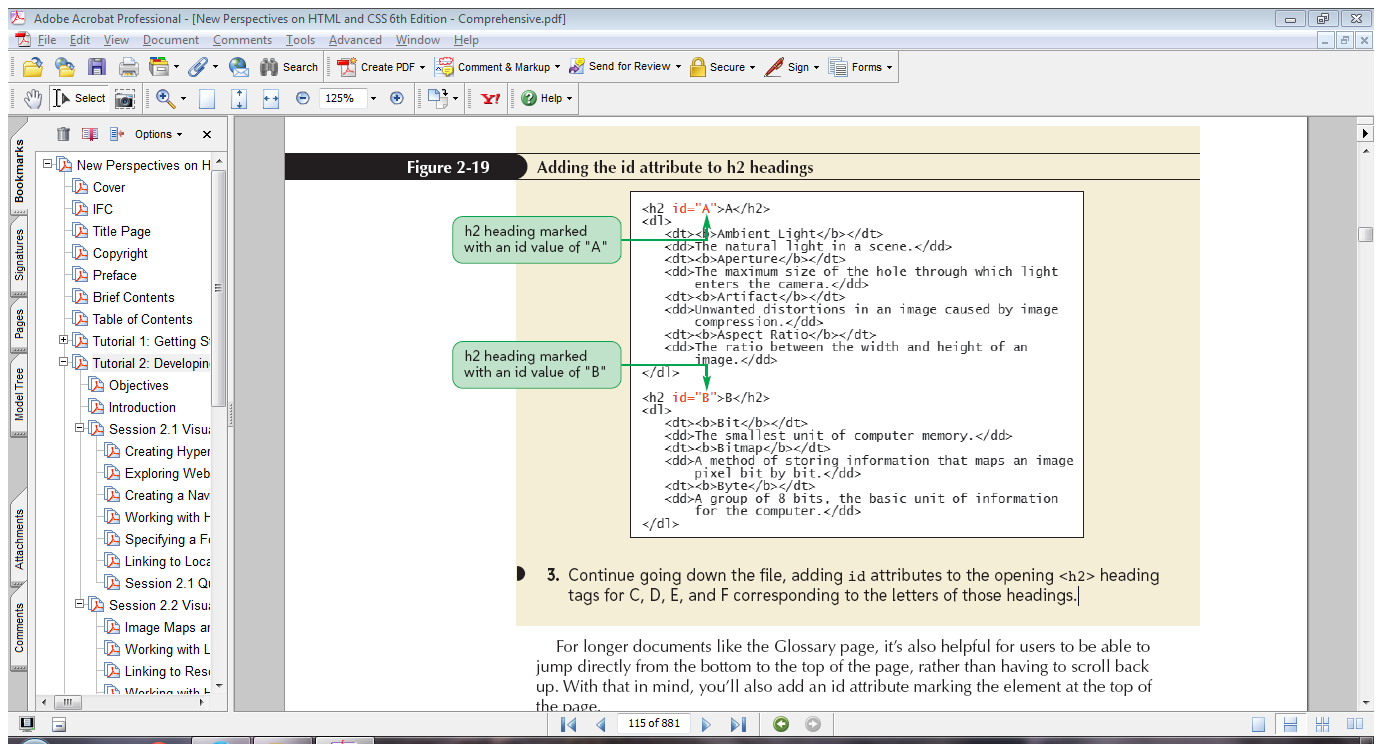 Adobe Acrobat Professional - [New Perspectives on HTML and CSS 6th Edition - Comprehensive.pdf]
File Edit View Document Comments Tools Advanced Window Help
Search Create PDF Comment & Markup Send for Review Secure Sign Forms
Select 125% Y! Help
Bookmarks
Signatures
Pages
Model Tree
Attachments
Comments
Options
New Perspectives on H
Cover
IFC
Title Page
Copyright
Preface
Brief Contents
Table of Contents
Tutorial 1: Getting S
Tutorial 2: Developin
Objectives
Introduction
Session 2.1 Visua
Creating Hyper
Exploring Web
Creating a Nav
Working with H
Specifying a F
Linking to Loca
Session 2.1 Qu
Session 2.2 Visua
Image Maps an
Working with L
Linking to Reso
Working with H
Figure 2-19 Adding the id attribute to h2 headings
h2 heading marked
with an id value of "A"
h2 heading marked
with an id value of "B"
<h2 id="A">A</h2>
<dl>
<dt><b>Ambient Light</b></dt>
<dd>The natural light in a scene.</dd>
<dt><b>Aperture</b></dt>
<dd>The maximum size of the hole through which light
enters the camera.</dd>
<dt><b>Artifact</b></dt>
<dd>Unwanted distortions in an image caused by image
compression.</dd>
<dt><b>Aspect Ratio</b></dt>
<dd>The ratio between the width and height of an
image.</dd>
</dl>
<h2 id="B">B</h2>
<dl>
<dt><b>Bit</b></dt>
<dd>The smallest unit of computer memory.</dd>
<dt><b>Bitmap</b></dt>
<dd>A method of storing information that maps an image
pixel bit by bit.</dd>
<dt><b>Byte</b></dt>
<dd>A group of 8 bits, the basic unit of information
for the computer.</dd>
</dl>
3. Continue going down the file, adding id attributes to the opening <h2> heading
tags for C, D, E, and F corresponding to the letters of those headings.
For longer documents like the Glossary page, it's also helpful for users to be able to
jump directly from the bottom to the top of the page, rather than having to scroll back
up. With that in mind, you'll also add an id attribute marking the element at the top of
the page.
115 of 881